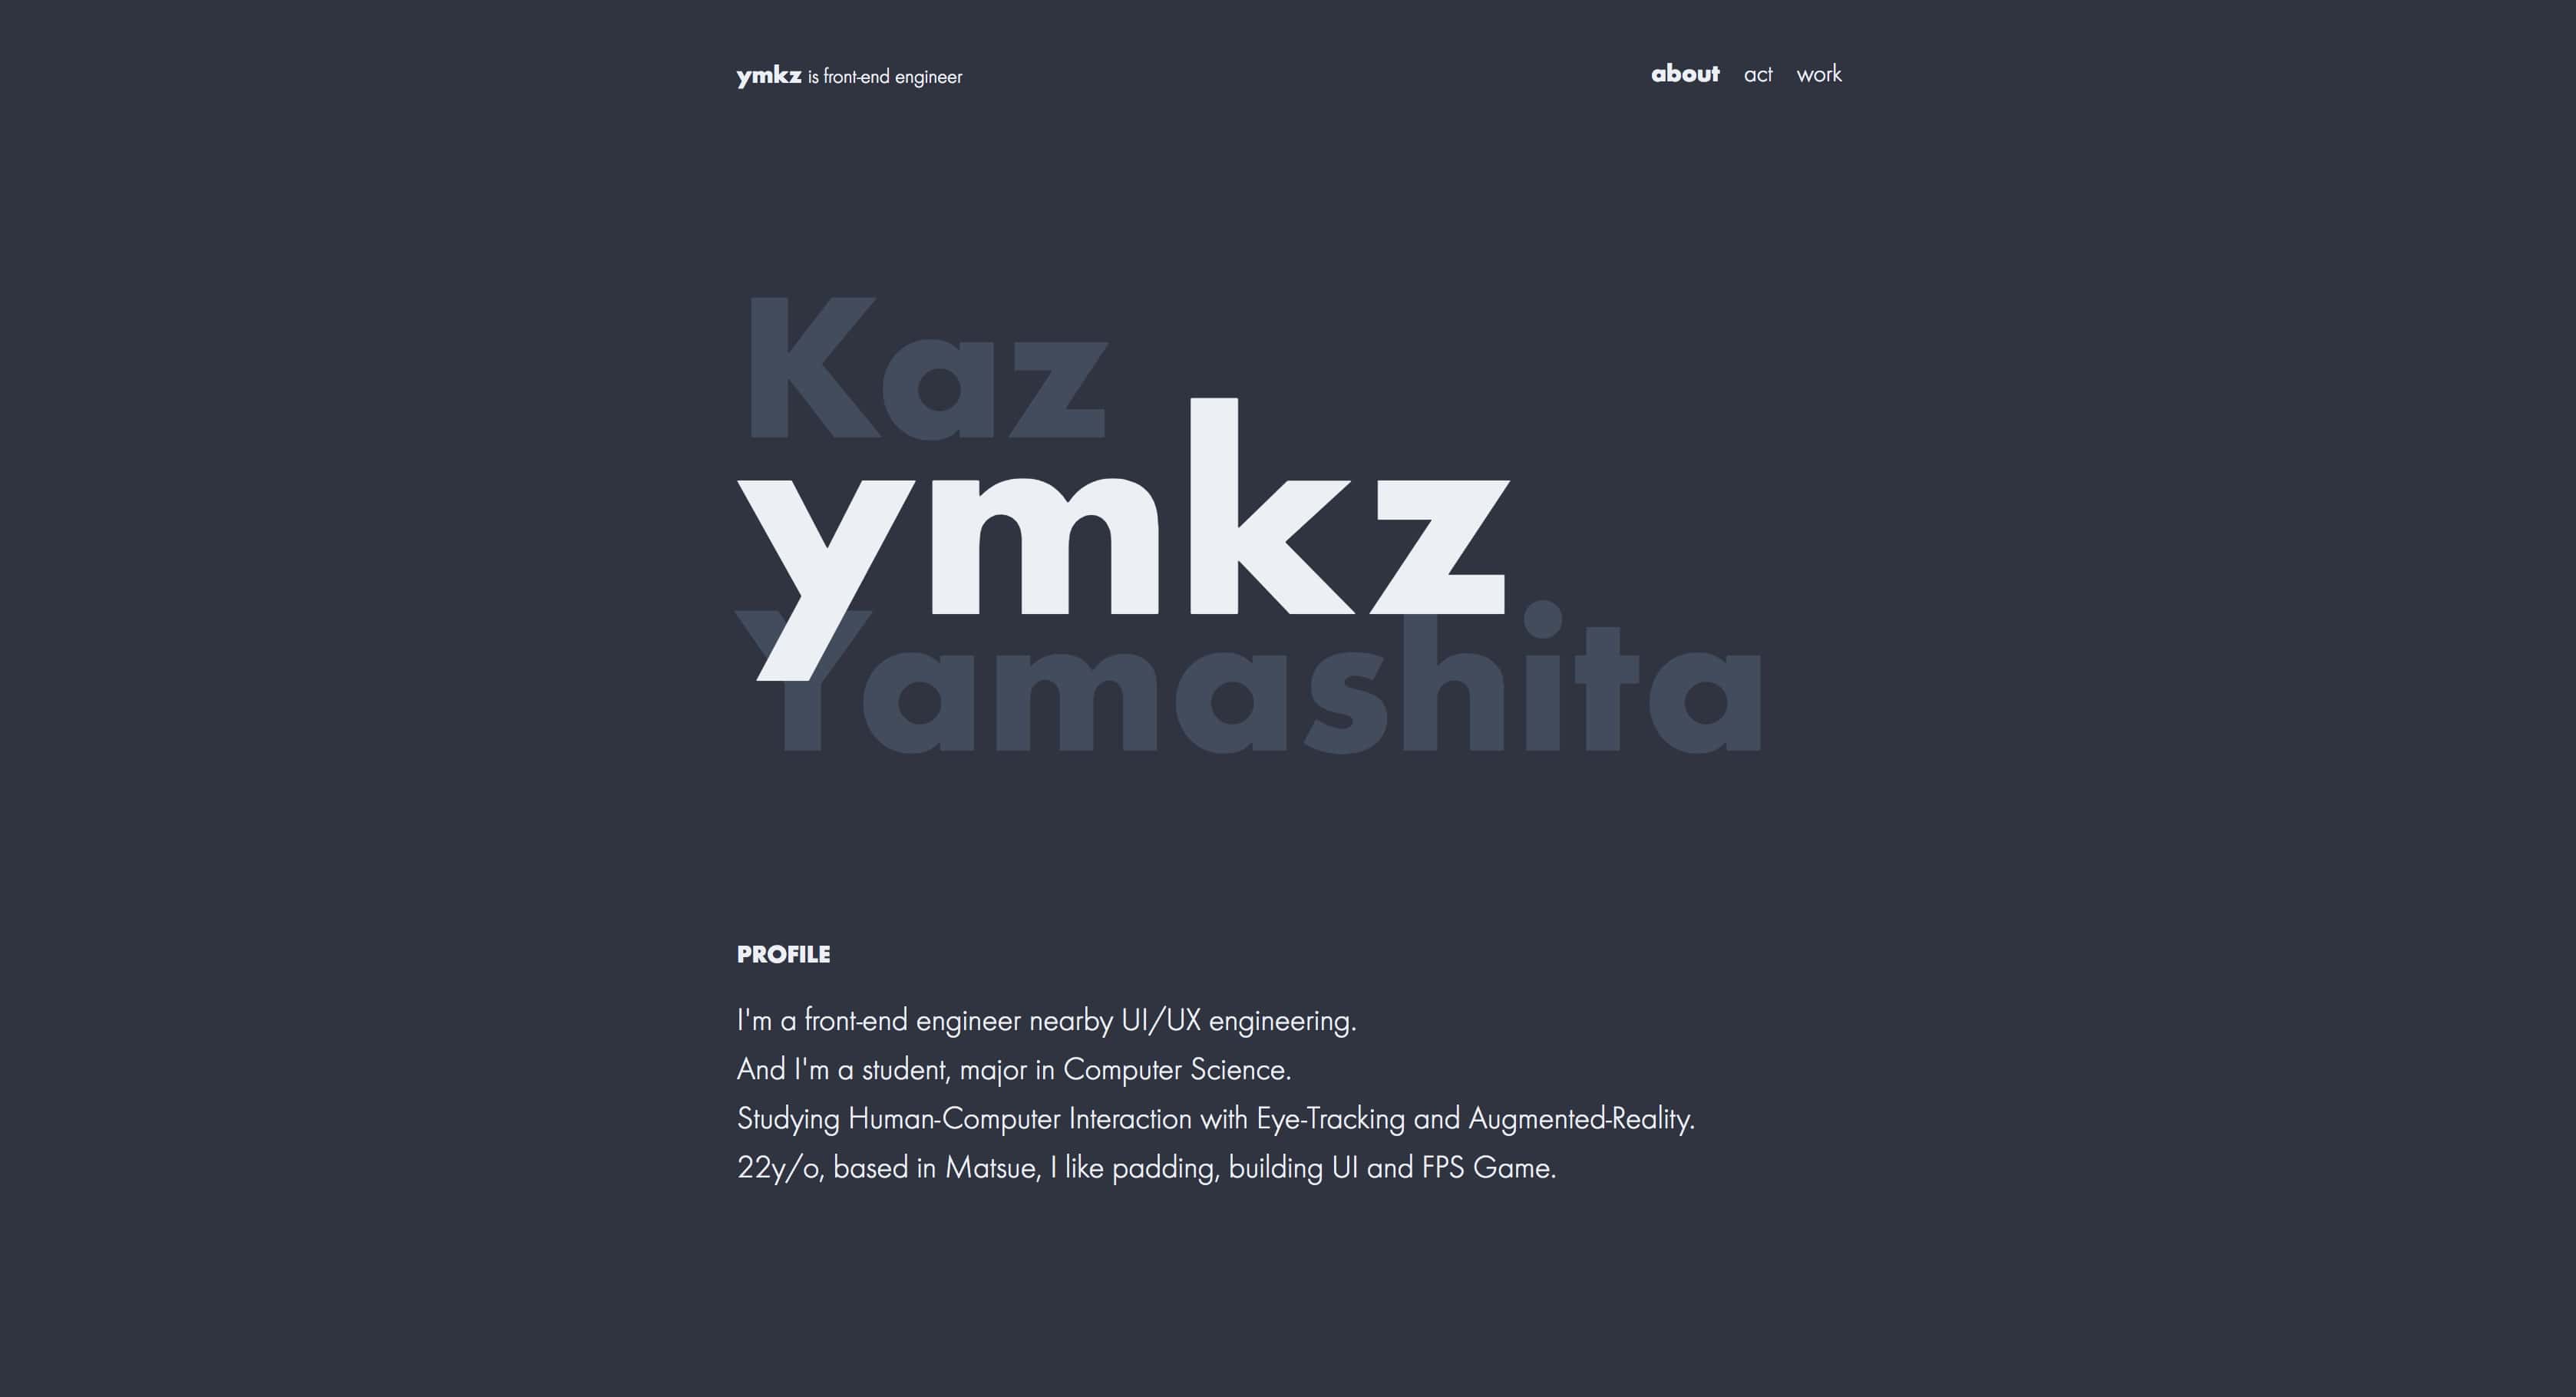 ymkz is front-end engineer
about act work
Kaz
ymkz
Yamashita
PROFILE
I'm a front-end engineer nearby UI/UX engineering.
And I'm a student, major in Computer Science.
Studying Human-Computer Interaction with Eye-Tracking and Augmented-Reality.
22y/o, based in Matsue, I like padding, building UI and FPS Game.